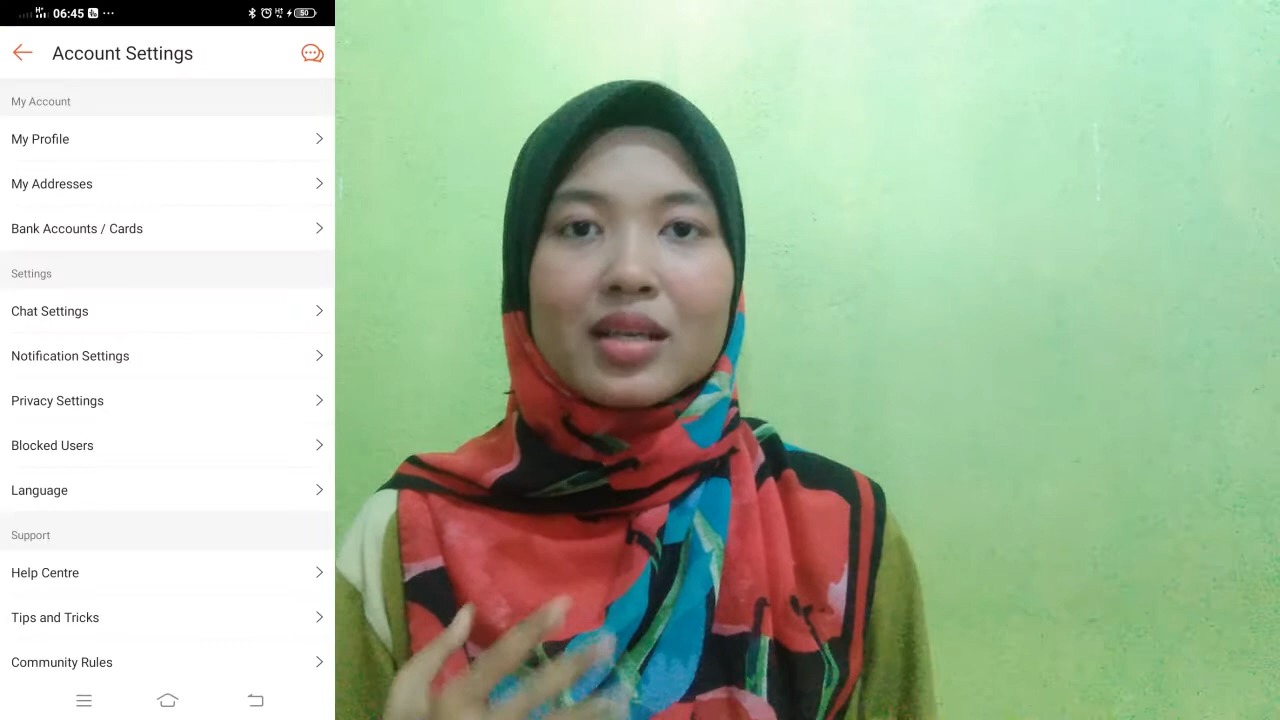 06:45
50
Account Settings
My Account
My Profile
My Addresses
Bank Accounts / Cards
Settings
Chat Settings
Notification Settings
Privacy Settings
Blocked Users
Language
Support
Help Centre
Tips and Tricks
Community Rules